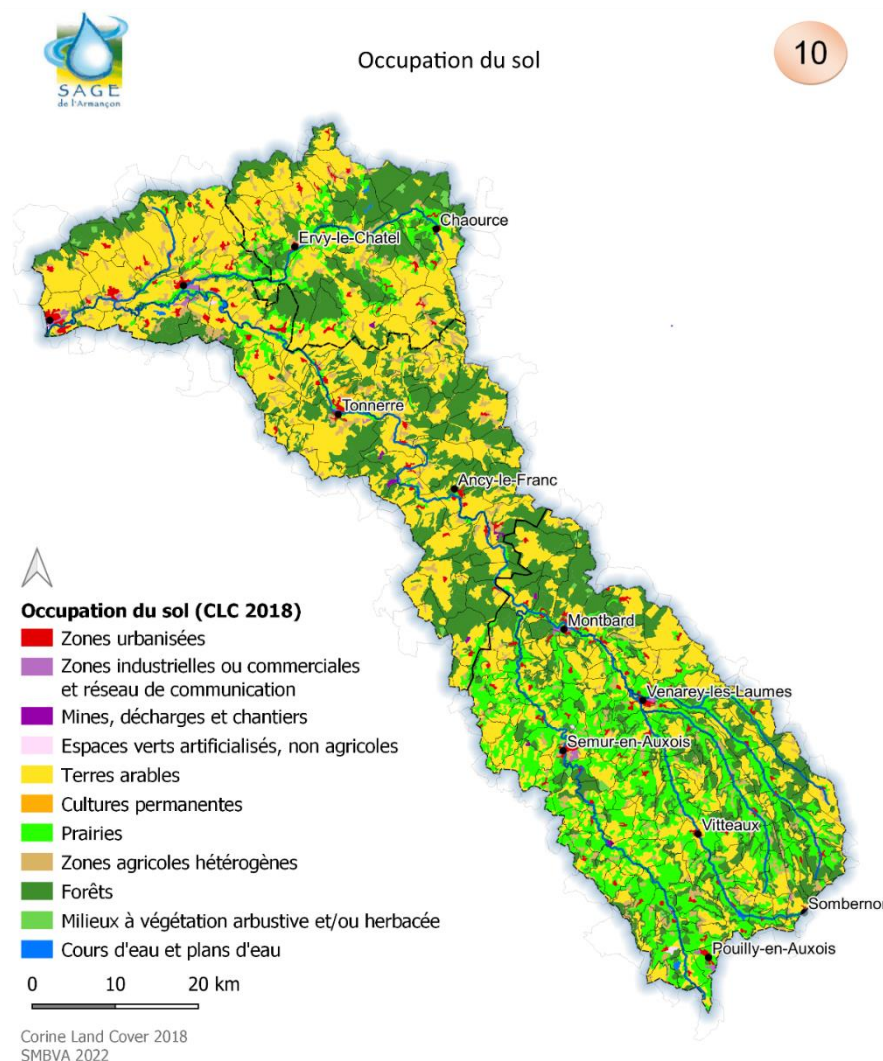 SAGE
de l'Armançon
Occupation du sol
10
Chaource
Ervy-le-Chatel
Tonnerre
Ancy-le-Franc
Montbard
Venarey-les-Laumes
Semur-en-Auxois
Vitteaux
Sombernon
Pouilly-en-Auxois
Occupation du sol (CLC 2018)
Zones urbanisées
Zones industrielles ou commerciales
et réseau de communication
Mines, décharges et chantiers
Espaces verts artificialisés, non agricoles
Terres arables
Cultures permanentes
Prairies
Zones agricoles hétérogènes
Forêts
Milieux à végétation arbustive et/ou herbacée
Cours d'eau et plans d'eau
0 10 20 km
Corine Land Cover 2018
SMBVA 2022